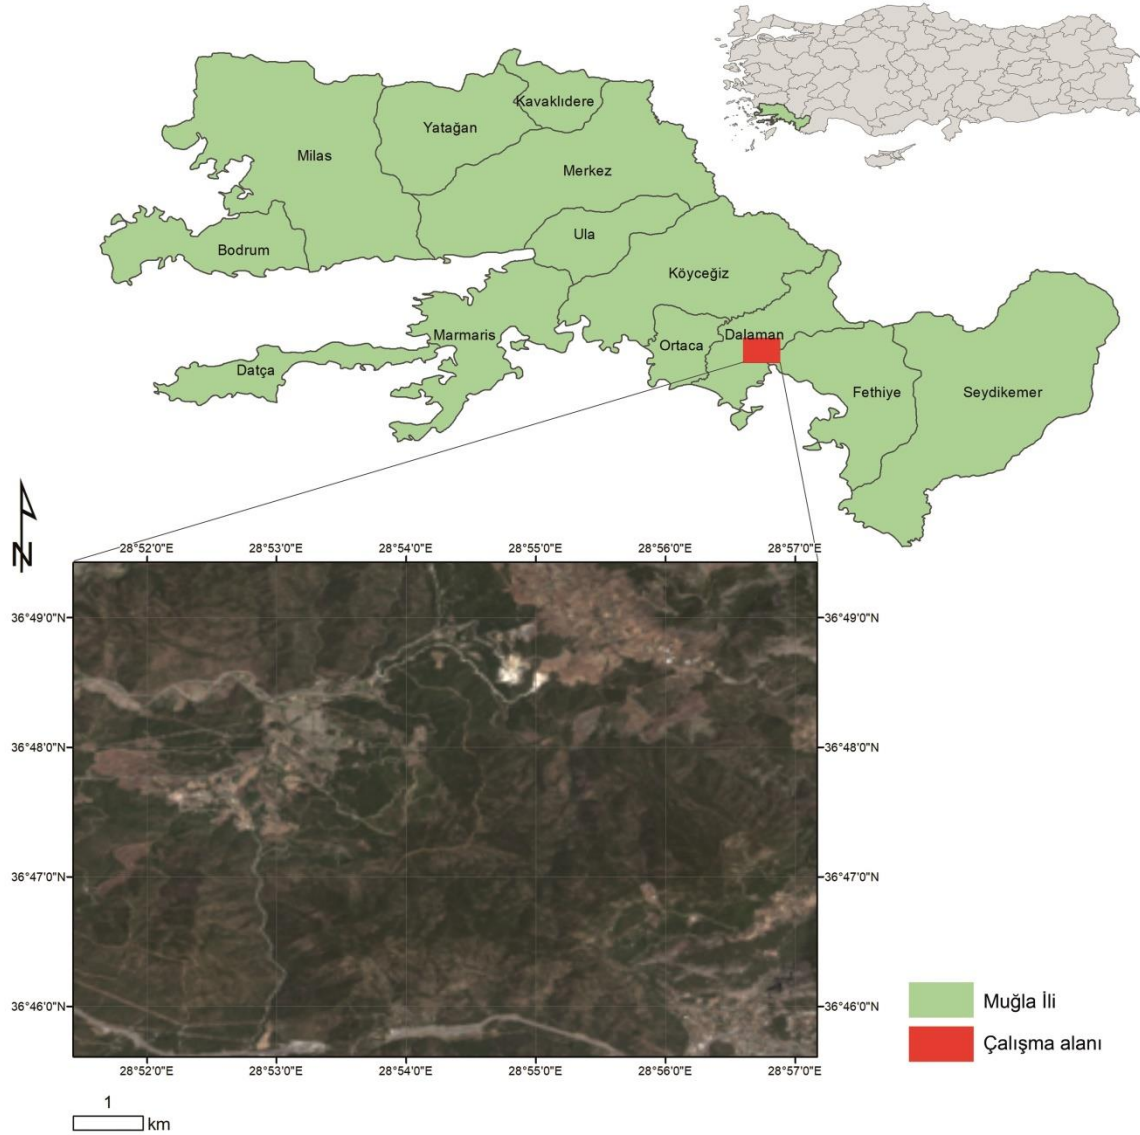 Kavaklıdere
Yatağan
Milas
Merkez
Ula
Bodrum
Köyceğiz
Marmaris
Dalaman
Ortaca
Datça
Fethiye
Seydikemer
N
28°52'0"E 28°53'0"E 28°54'0"E 28°55'0"E 28°56'0"E 28°57'0"E
36°49'0"N 36°49'0"N
36°48'0"N 36°48'0"N
36°47'0"N 36°47'0"N
36°46'0"N 36°46'0"N
28°52'0"E 28°53'0"E 28°54'0"E 28°55'0"E 28°56'0"E 28°57'0"E
Muğla İli
Çalışma alanı
1
km